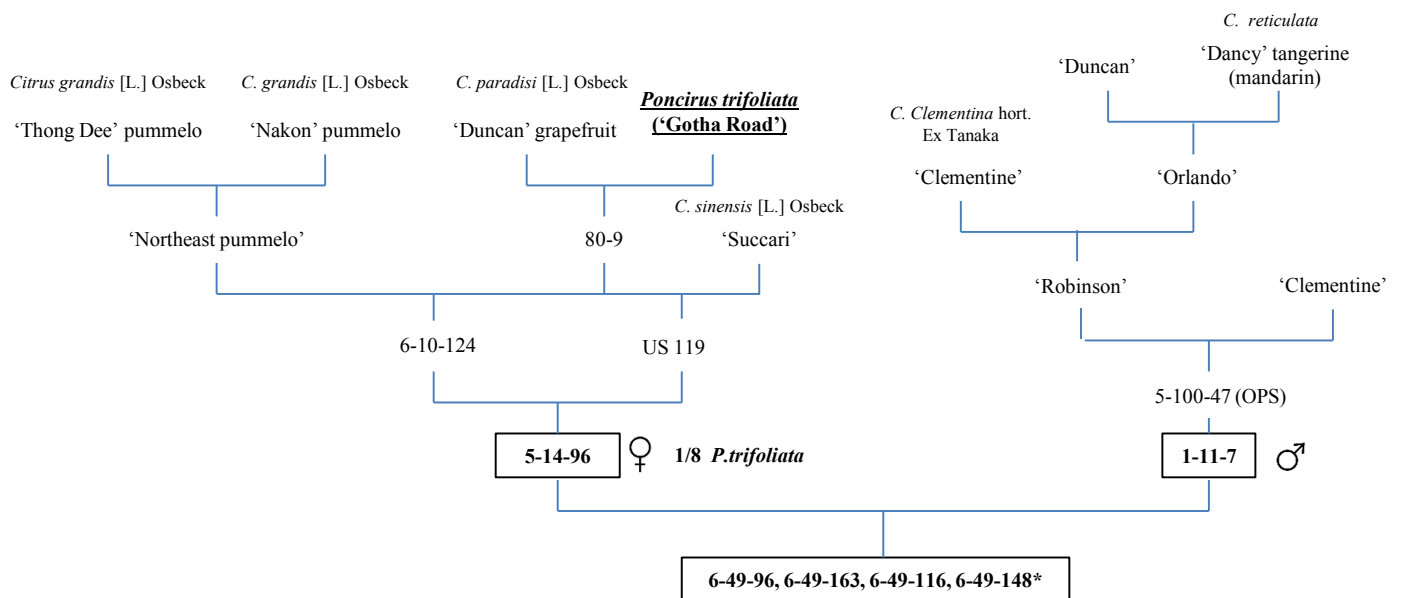 C. reticulata
‘Duncan’
‘Dancy’ tangerine
(mandarin)
Citrus grandis [L.] Osbeck
C. grandis [L.] Osbeck
C. paradisi [L.] Osbeck
Poncirus trifoliata
(‘Gotha Road’)
‘Thong Dee’ pummelo
‘Nakon’ pummelo
‘Duncan’ grapefruit
C. Clementina hort.
Ex Tanaka
‘Clementine’
‘Orlando’
C. sinensis [L.] Osbeck
‘Northeast pummelo’
80-9
‘Succari’
‘Robinson’
‘Clementine’
6-10-124
US 119
5-100-47 (OPS)
5-14-96
♀
1/8 P.trifoliata
1-11-7
♂
6-49-96, 6-49-163, 6-49-116, 6-49-148*